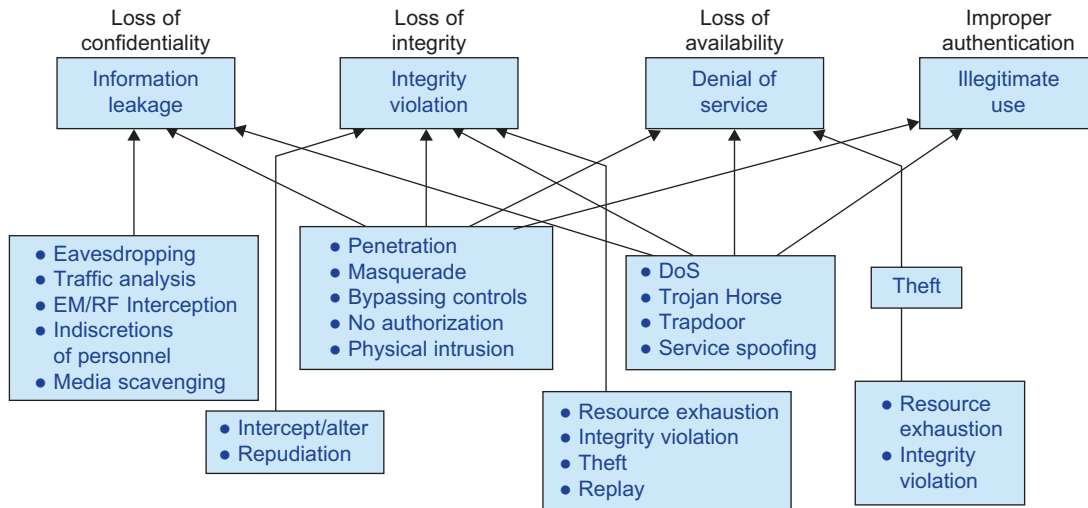 Loss of
confidentiality
Loss of
integrity
Loss of
availability
Improper
authentication
Information
leakage
Integrity
violation
Denial of
service
Illegitimate
use
● Eavesdropping
● Traffic analysis
● EM/RF Interception
● Indiscretions
of personnel
● Media scavenging
● Penetration
● Masquerade
● Bypassing controls
● No authorization
● Physical intrusion
● DoS
● Trojan Horse
● Trapdoor
● Service spoofing
Theft
● Intercept/alter
● Repudiation
● Resource exhaustion
● Integrity violation
● Theft
● Replay
● Resource
exhaustion
● Integrity
violation